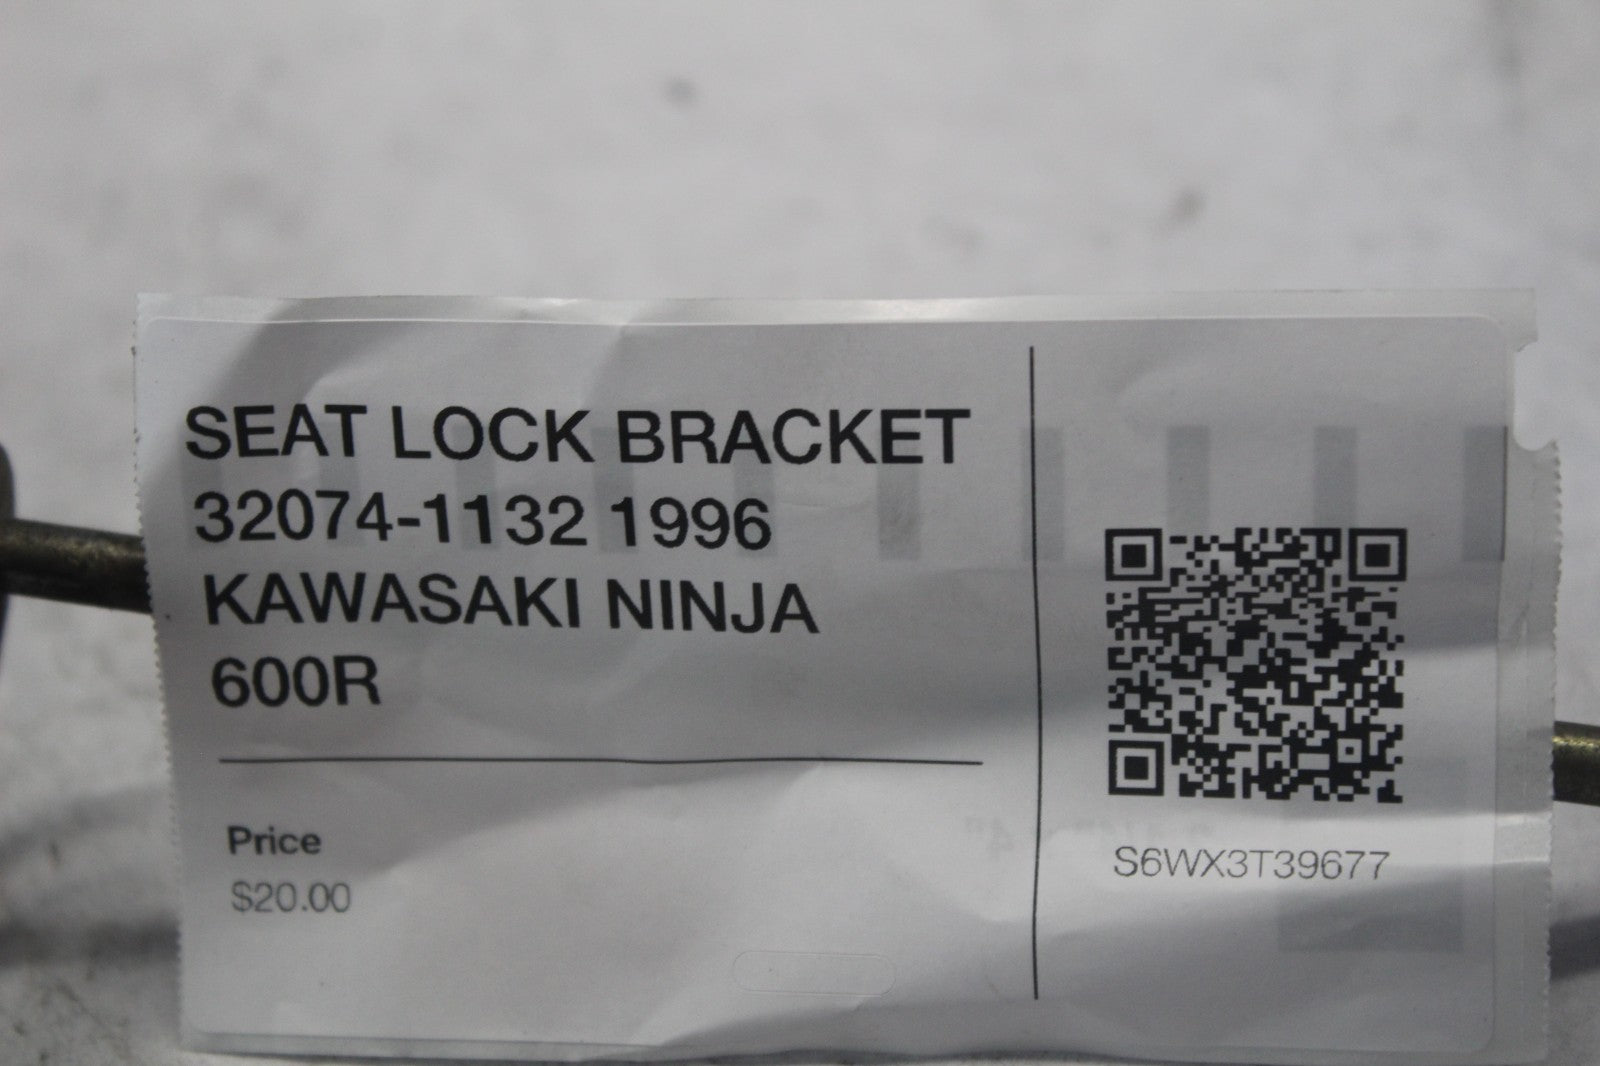 SEAT LOCK BRACKET
32074-1132 1996
KAWASAKI NINJA
600R
Price
$20.00
S6WX3T39677